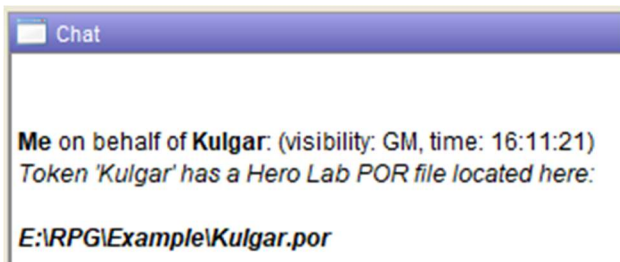 Chat
Me on behalf of Kulgar: (visibility: GM, time: 16:11:21)
Token 'Kulgar' has a Hero Lab POR file located here:
E:\RPG\Example\Kulgar.por